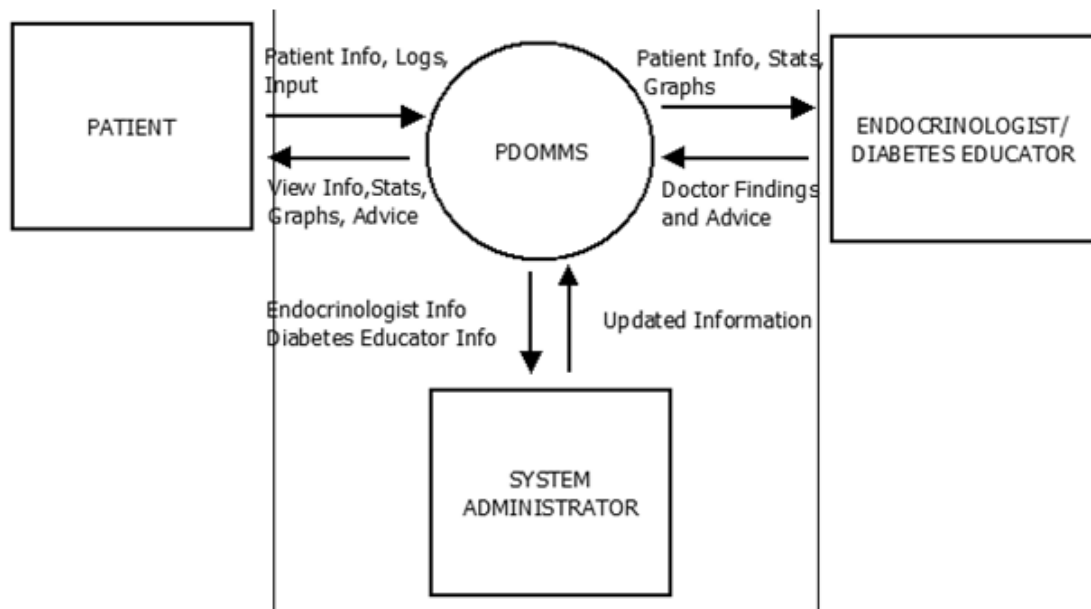 PATIENT
Patient Info, Logs,
Input
View Info,Stats,
Graphs, Advice
PDOMMS
Patient Info, Stats,
Graphs
Doctor Findings
and Advice
ENDOCRINOLOGIST/
DIABETES EDUCATOR
Endocrinologist Info
Diabetes Educator Info
Updated Information
SYSTEM
ADMINISTRATOR